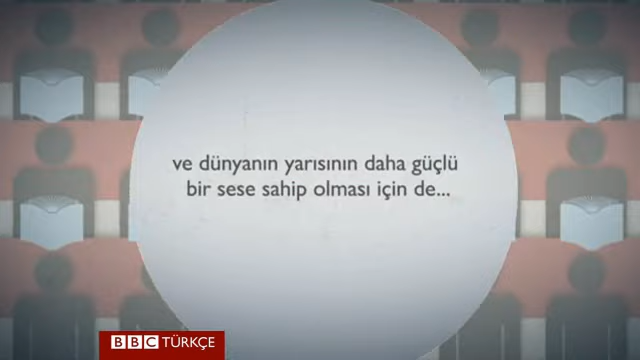 ve dünyanın yarısının daha güçlü
bir sese sahip olması için de...
BBC TÜRKÇE